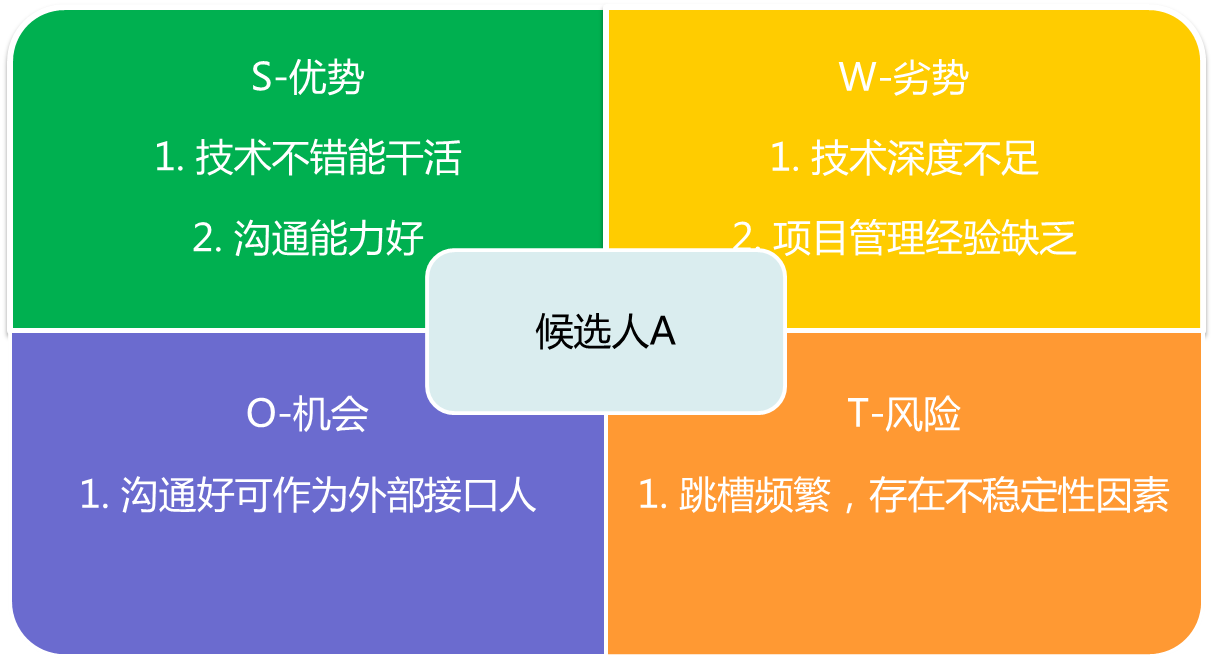 S-优势
1. 技术不错能干活
2. 沟通能力好
W-劣势
1. 技术深度不足
2. 项目管理经验缺乏
候选人A
O-机会
1. 沟通好可作为外部接口人
T-风险
1. 跳槽频繁，存在不稳定性因素